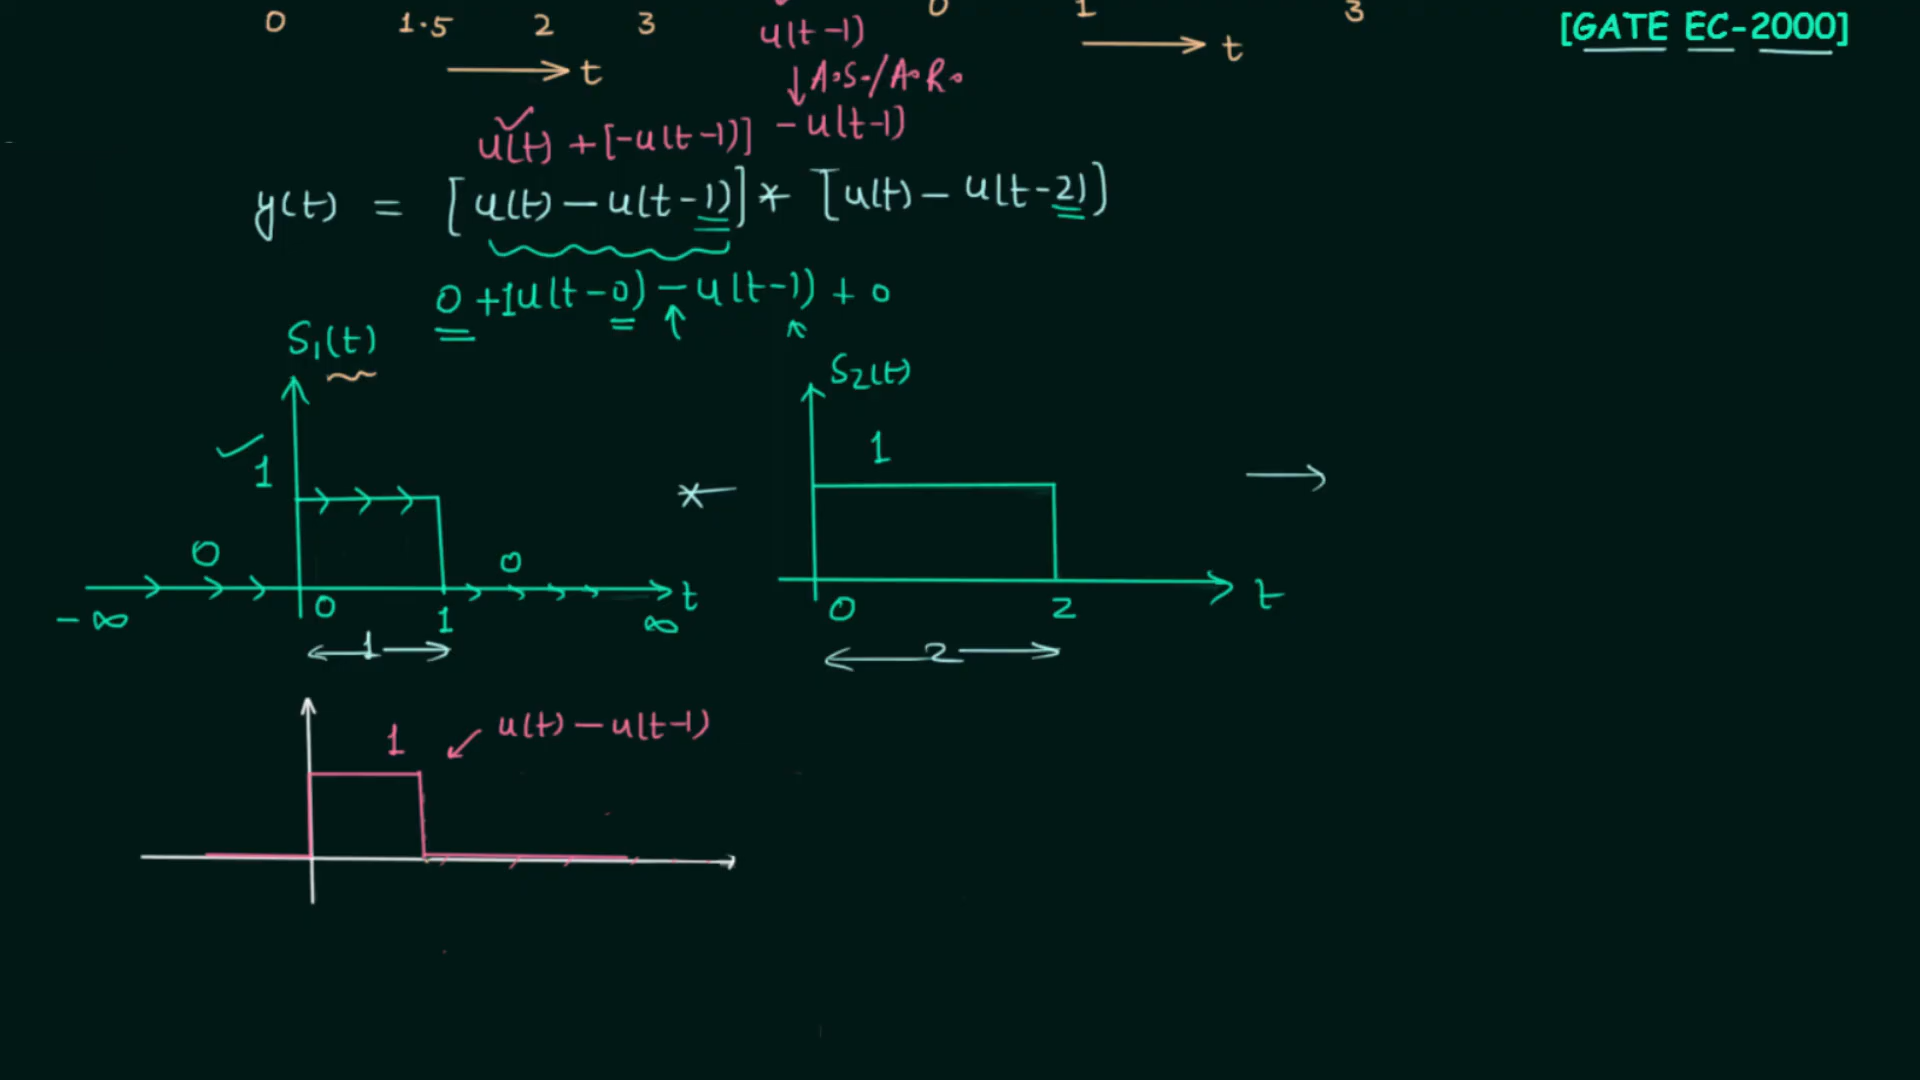 0 1.5 2 3
→ t
u(t-1)
↓ A.S./A.R.
-u(t-1)
0 1 3
→ t
[GATE EC-2000]
u(t) + [-u(t-1)]
y(t) = [u(t) - u(t-1)] * [u(t) - u(t-2)]
0 + 1u(t-0) - u(t-1) + 0
S₁(t)
1
0 0
-∞ 0 1 ∞ t
1
*
S₂(t)
1
0 2 t
2
→
1
u(t) - u(t-1)